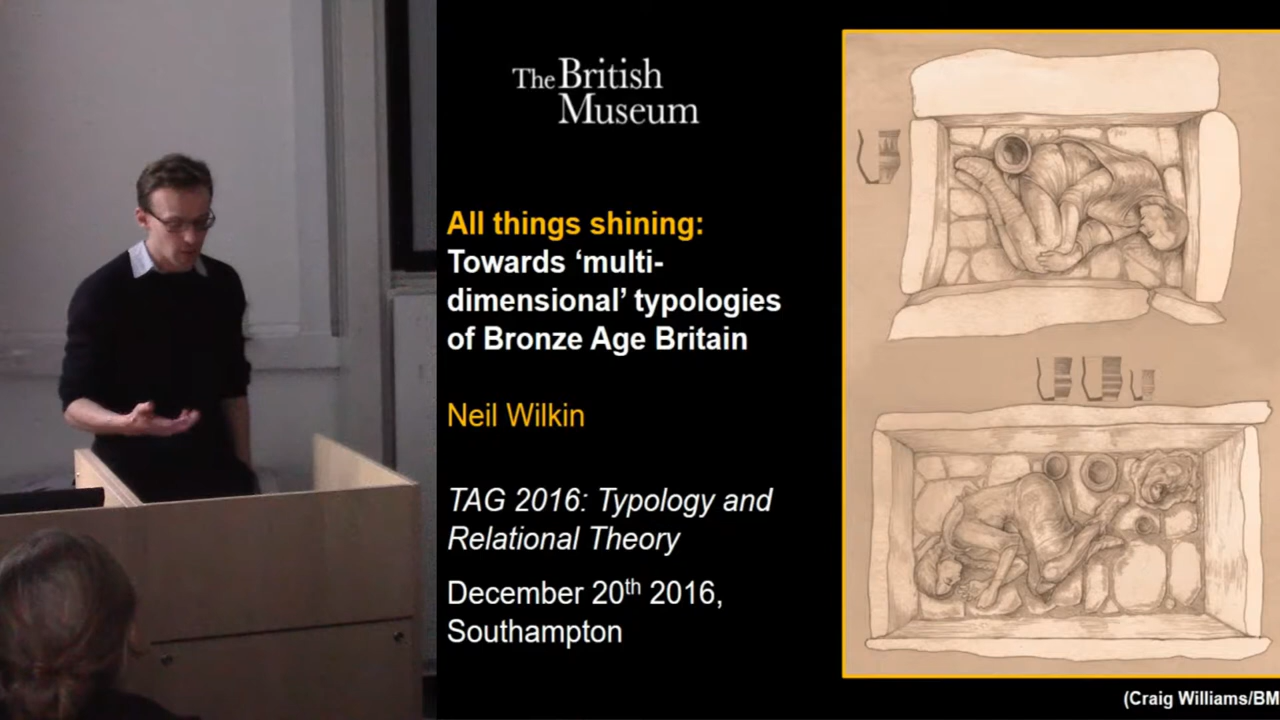 The British
Museum
All things shining:
Towards ‘multi-
dimensional’ typologies
of Bronze Age Britain
Neil Wilkin
TAG 2016: Typology and
Relational Theory
December 20th 2016,
Southampton
(Craig Williams/BM